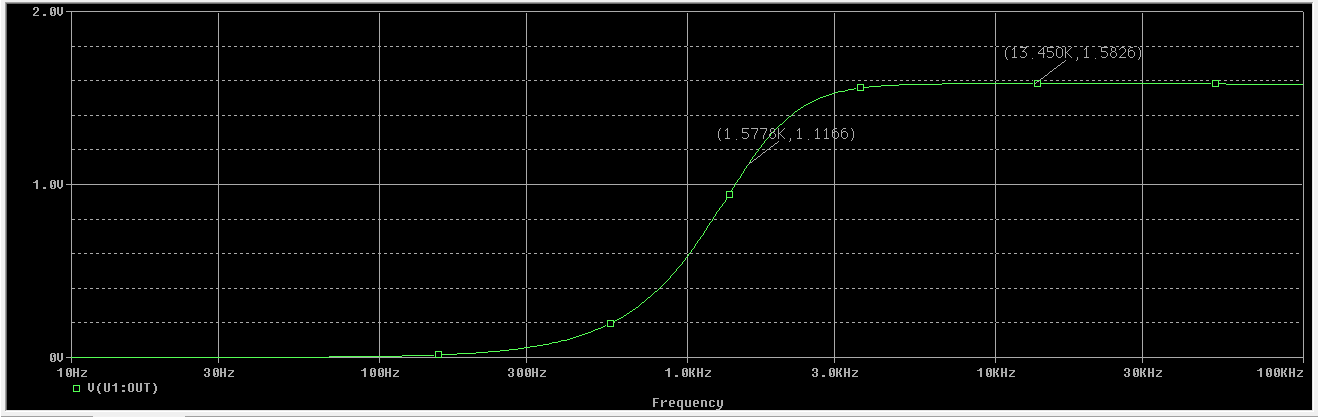 2.0V
(13.450K,1.5826)
(1.5778K,1.1166)
1.0V
0V
10Hz 30Hz 100Hz 300Hz 1.0KHz 3.0KHz 10KHz 30KHz 100KHz
V(U1:OUT)
Frequency